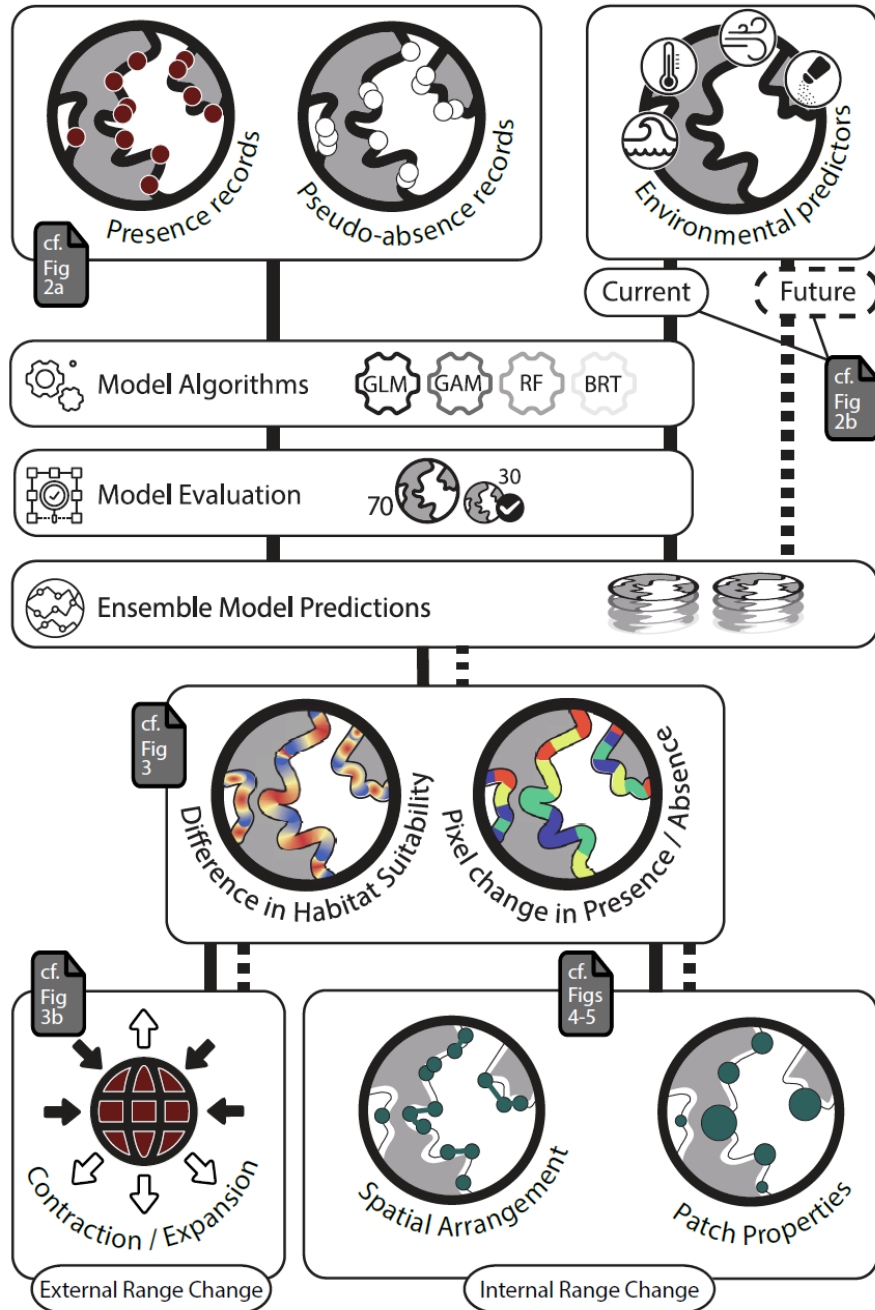 Presence records
Pseudo-absence records
Environmental predictors
cf.
Fig
2a
Current
Future
Model Algorithms
GLM
GAM
RF
BRT
cf.
Fig
2b
Model Evaluation
70
30
Ensemble Model Predictions
cf.
Fig
3
Difference in Habitat Suitability
Pixel change in Presence / Absence
cf.
Fig
3b
cf.
Figs
4-5
Contraction / Expansion
Spatial Arrangement
Patch Properties
External Range Change
Internal Range Change